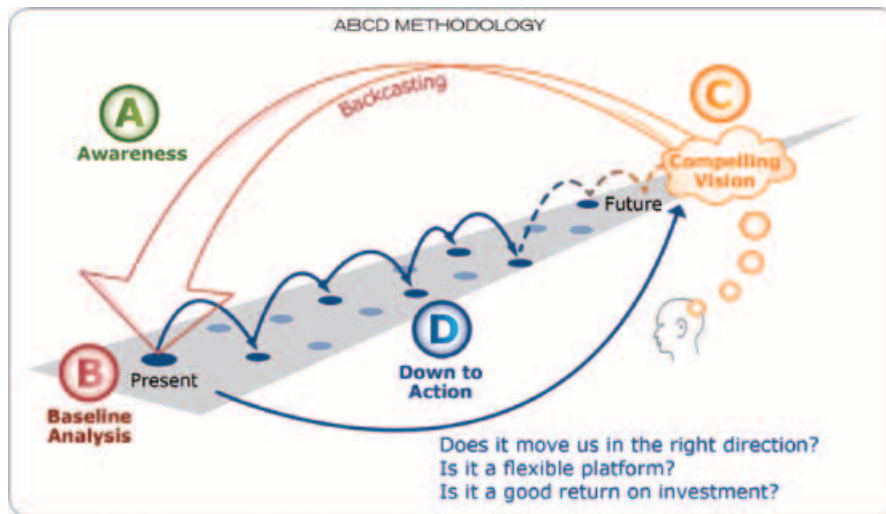 ABCD METHODOLOGY
A
Awareness
Backcasting
C
Compelling
Vision
Future
D
Down to
Action
B
Present
Baseline
Analysis
Does it move us in the right direction?
Is it a flexible platform?
Is it a good return on investment?